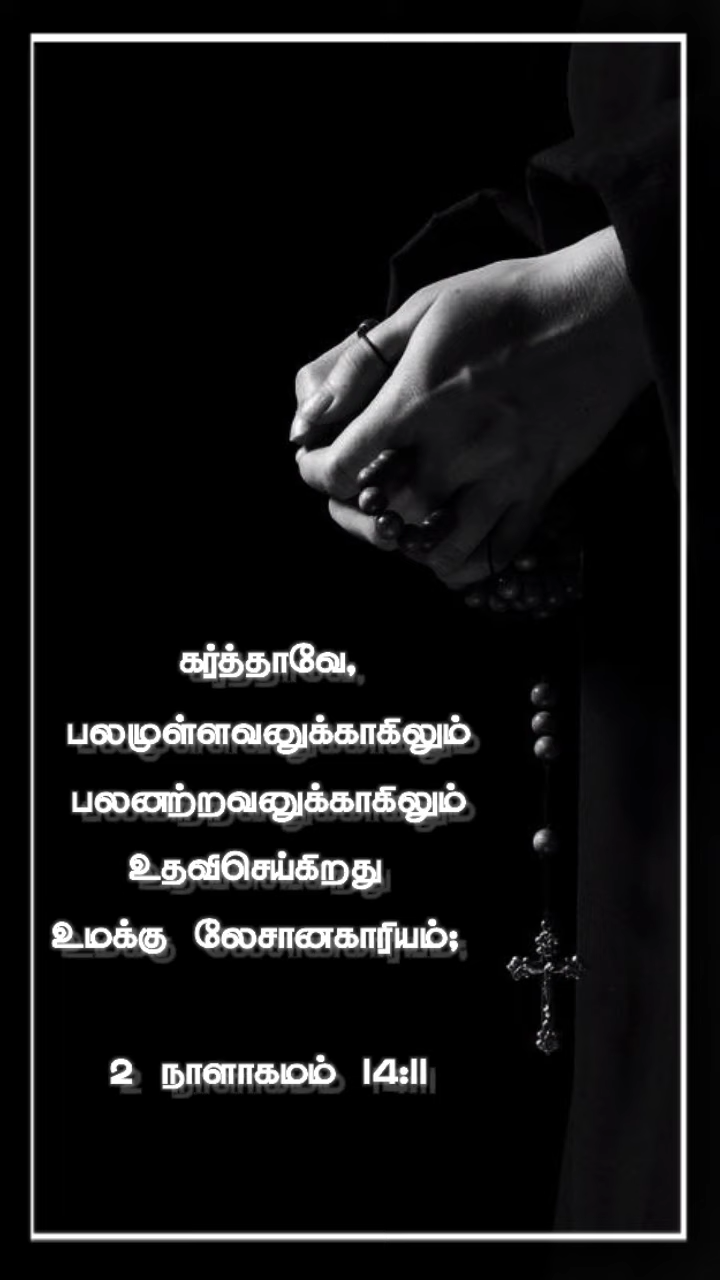 கர்த்தாவே,
பலமுள்ளவனுக்காகிலும்
பலனற்றவனுக்காகிலும்
உதவிசெய்கிறது
உமக்கு லேசானகாரியம்;
2 நாளாகமம் 14:11